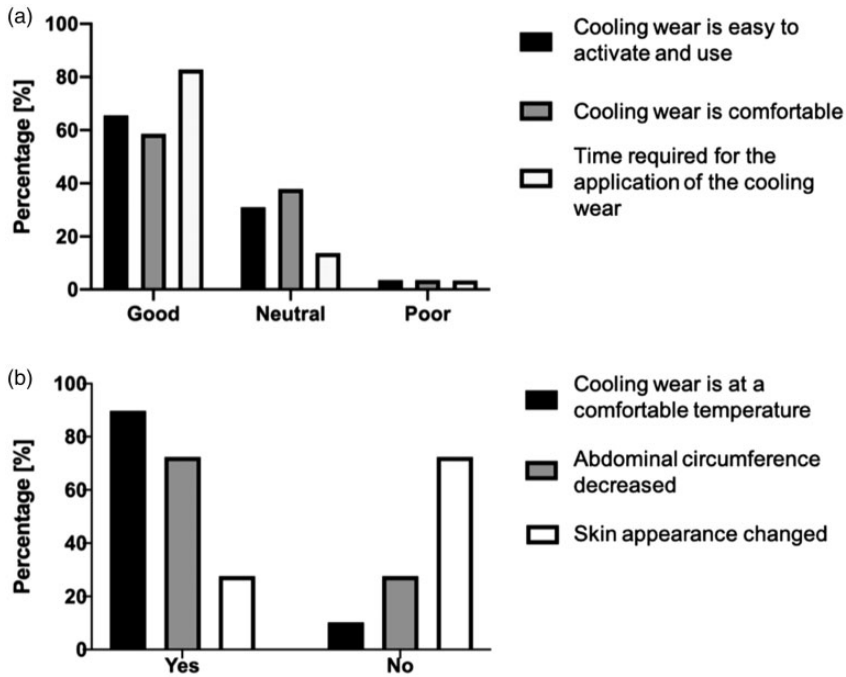 (a)
Percentage [%]
100
80
60
40
20
0
Good
Neutral
Poor
Cooling wear is easy to
activate and use
Cooling wear is comfortable
Time required for the
application of the cooling
wear
(b)
Percentage [%]
100
80
60
40
20
0
Yes
No
Cooling wear is at a
comfortable temperature
Abdominal circumference
decreased
Skin appearance changed